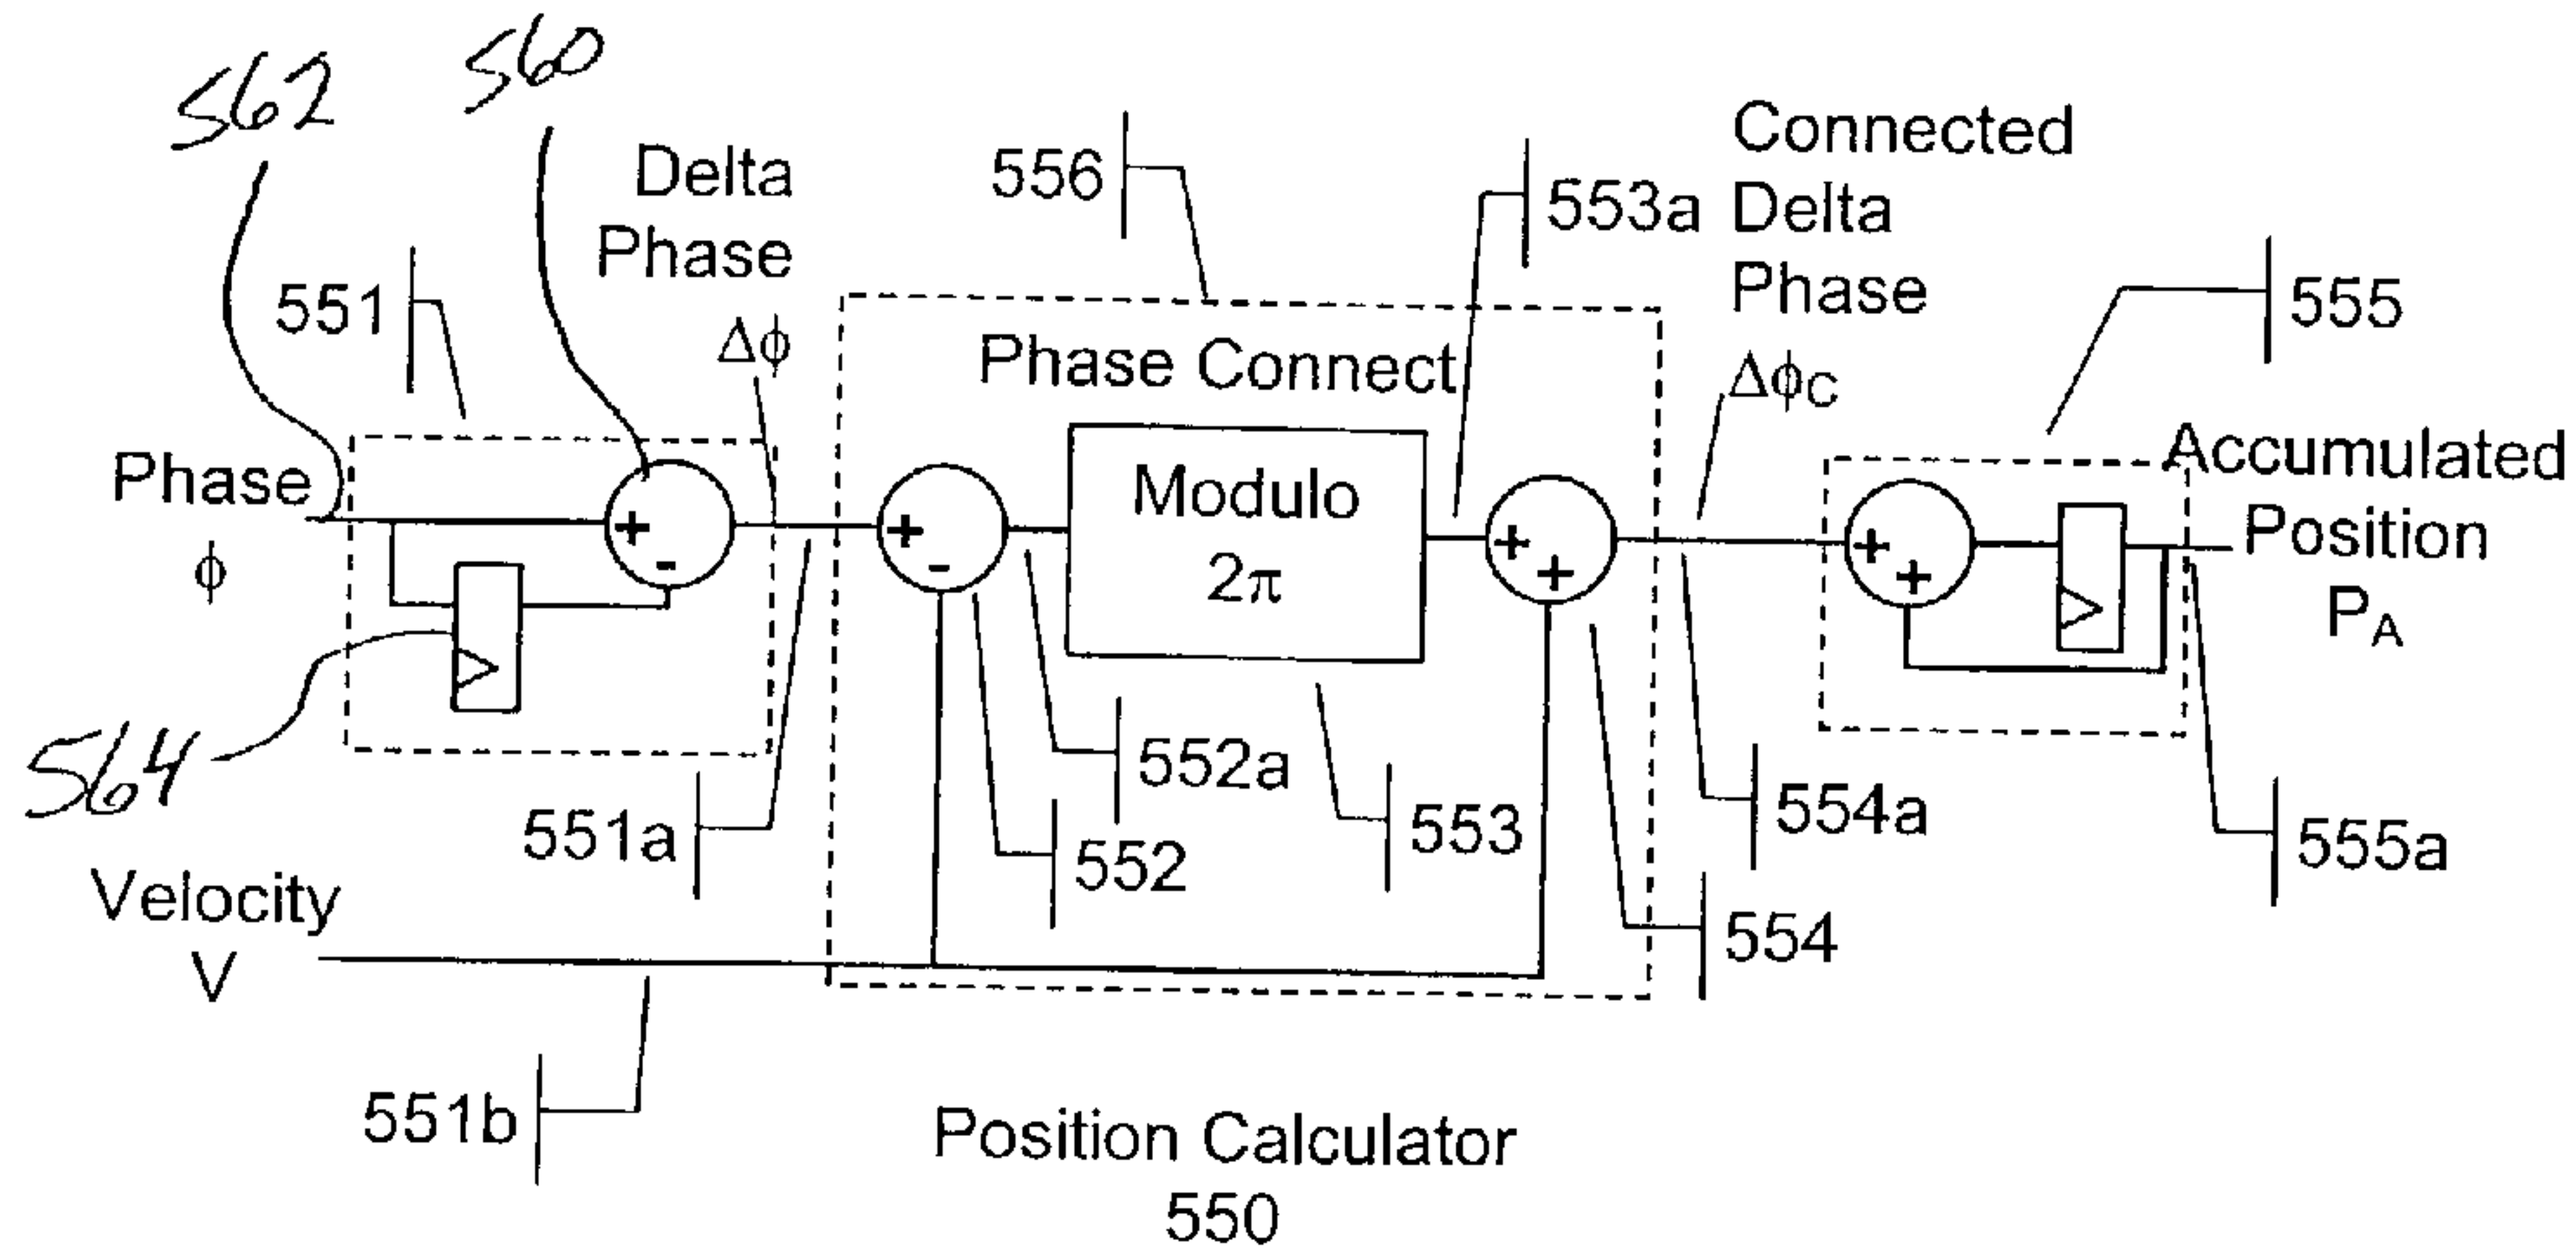 562
560
Delta
Phase
Δϕ
551
556
553a
Connected
Delta
Phase
ΔϕC
555
Phase
ϕ
+
-
Phase Connect
+
-
Modulo
2π
+
+
+
+
Accumulated
Position
PA
564
551a
552a
552
553
554a
554
555a
Velocity
V
551b
Position Calculator
550